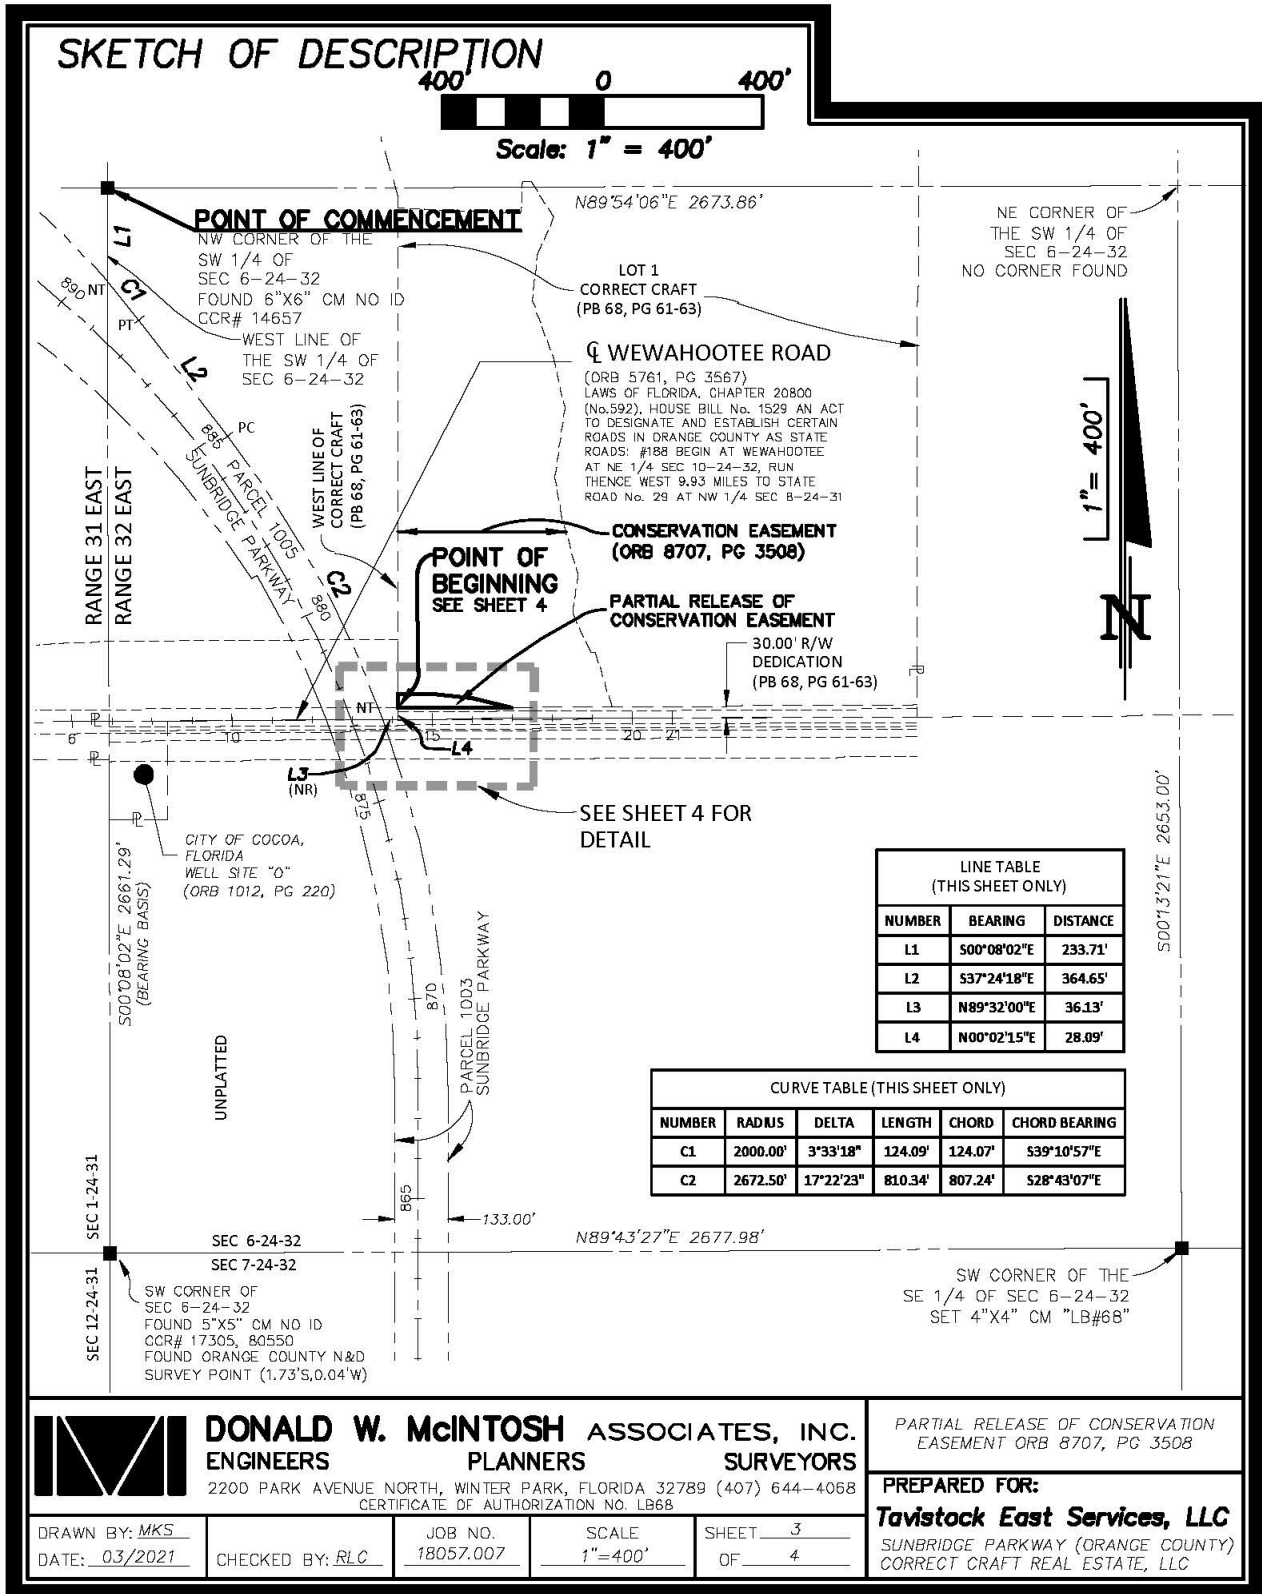 SKETCH OF DESCRIPTION
400' 0 400'
Scale: 1" = 400'
N89°54'06"E 2673.86'
POINT OF COMMENCEMENT
NW CORNER OF THE
SW 1/4 OF
SEC 6-24-32
FOUND 6"X6" CM NO ID
CCR# 14657
WEST LINE OF
THE SW 1/4 OF
SEC 6-24-32
L1
C1
NT
PT
890
L2
PC
885
PARCEL 1005
SUNBRIDGE PARKWAY
C2
880
NE CORNER OF
THE SW 1/4 OF
SEC 6-24-32
NO CORNER FOUND
LOT 1
CORRECT CRAFT
(PB 68, PG 61-63)
℄ WEWAHOOTEE ROAD
(ORB 5761, PG 3567)
LAWS OF FLORIDA, CHAPTER 20800
(No.592), HOUSE BILL No. 1529 AN ACT
TO DESIGNATE AND ESTABLISH CERTAIN
ROADS IN ORANGE COUNTY AS STATE
ROADS: #188 BEGIN AT WEWAHOOTEE
AT NE 1/4 SEC 10-24-32, RUN
THENCE WEST 9.93 MILES TO STATE
ROAD No. 29 AT NW 1/4 SEC 8-24-31
WEST LINE OF
CORRECT CRAFT
(PB 68, PG 61-63)
RANGE 31 EAST
RANGE 32 EAST
1"= 400'
N
CONSERVATION EASEMENT
(ORB 8707, PG 3508)
POINT OF
BEGINNING
SEE SHEET 4
PARTIAL RELEASE OF
CONSERVATION EASEMENT
30.00' R/W
DEDICATION
(PB 68, PG 61-63)
NT
6
10
15
20
21
L4
L3
(NR)
875
SEE SHEET 4 FOR
DETAIL
CITY OF COCOA,
FLORIDA
WELL SITE "O"
(ORB 1012, PG 220)
S00°08'02"E 2661.29'
(BEARING BASIS)
S00°13'21"E 2653.00'
LINE TABLE
(THIS SHEET ONLY)
NUMBER BEARING DISTANCE
L1 S00°08'02"E 233.71'
L2 S37°24'18"E 364.65'
L3 N89°32'00"E 36.13'
L4 N00°02'15"E 28.09'
870
PARCEL 1003
SUNBRIDGE PARKWAY
UNPLATTED
CURVE TABLE (THIS SHEET ONLY)
NUMBER RADIUS DELTA LENGTH CHORD CHORD BEARING
C1 2000.00' 3°33'18" 124.09' 124.07' S39°10'57"E
C2 2672.50' 17°22'23" 810.34' 807.24' S28°43'07"E
865
133.00'
SEC 1-24-31
SEC 12-24-31
SEC 6-24-32
SEC 7-24-32
N89°43'27"E 2677.98'
SW CORNER OF
SEC 6-24-32
FOUND 5"X5" CM NO ID
CCR# 17305, 80550
FOUND ORANGE COUNTY N&D
SURVEY POINT (1.73'S,0.04'W)
SW CORNER OF THE
SE 1/4 OF SEC 6-24-32
SET 4"X4" CM "LB#68"
DONALD W. McINTOSH ASSOCIATES, INC.
ENGINEERS PLANNERS SURVEYORS
2200 PARK AVENUE NORTH, WINTER PARK, FLORIDA 32789 (407) 644-4068
CERTIFICATE OF AUTHORIZATION NO. LB68
DRAWN BY: MKS
DATE: 03/2021
CHECKED BY: RLC
JOB NO.
18057.007
SCALE
1"=400'
SHEET 3
OF 4
PARTIAL RELEASE OF CONSERVATION
EASEMENT ORB 8707, PG 3508
PREPARED FOR:
Tavistock East Services, LLC
SUNBRIDGE PARKWAY (ORANGE COUNTY)
CORRECT CRAFT REAL ESTATE, LLC